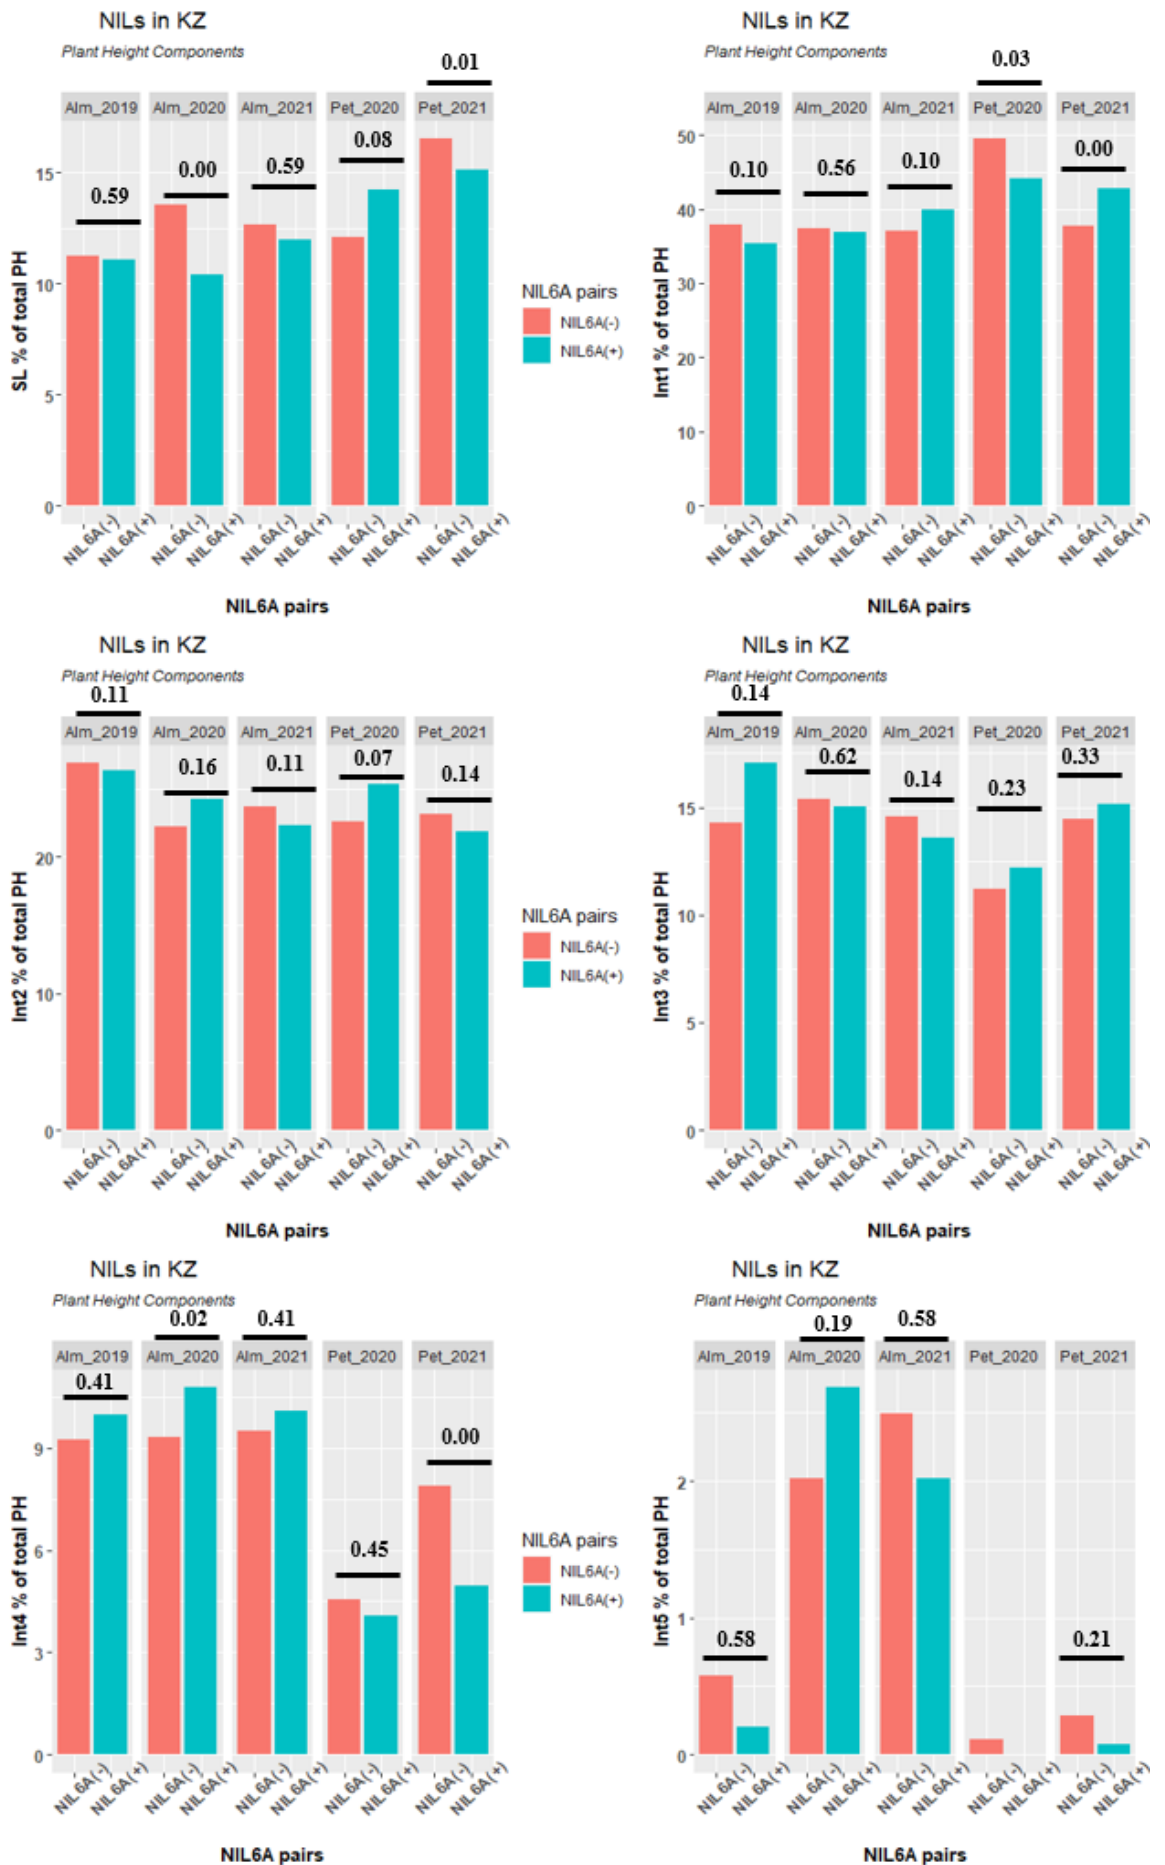 NILs in KZ
Plant Height Components
0.01
Alm_2019 Alm_2020 Alm_2021 Pet_2020 Pet_2021
0.59 0.00 0.59 0.08
15
10
5
0
SL % of total PH
NIL6A(-) NIL6A(+) NIL6A(-) NIL6A(+) NIL6A(-) NIL6A(+) NIL6A(-) NIL6A(+) NIL6A(-) NIL6A(+)
NIL6A pairs
NIL6A pairs
NIL6A(-)
NIL6A(+)
NILs in KZ
Plant Height Components
0.03
Alm_2019 Alm_2020 Alm_2021 Pet_2020 Pet_2021
0.10 0.56 0.10 0.00
50
40
30
20
10
0
Int1 % of total PH
NIL6A(-) NIL6A(+) NIL6A(-) NIL6A(+) NIL6A(-) NIL6A(+) NIL6A(-) NIL6A(+) NIL6A(-) NIL6A(+)
NIL6A pairs
NILs in KZ
Plant Height Components
0.11
Alm_2019 Alm_2020 Alm_2021 Pet_2020 Pet_2021
0.16 0.11 0.07 0.14
20
10
0
Int2 % of total PH
NIL6A(-) NIL6A(+) NIL6A(-) NIL6A(+) NIL6A(-) NIL6A(+) NIL6A(-) NIL6A(+) NIL6A(-) NIL6A(+)
NIL6A pairs
NIL6A pairs
NIL6A(-)
NIL6A(+)
NILs in KZ
Plant Height Components
0.14
Alm_2019 Alm_2020 Alm_2021 Pet_2020 Pet_2021
0.62 0.14 0.23 0.33
15
10
5
0
Int3 % of total PH
NIL6A(-) NIL6A(+) NIL6A(-) NIL6A(+) NIL6A(-) NIL6A(+) NIL6A(-) NIL6A(+) NIL6A(-) NIL6A(+)
NIL6A pairs
NILs in KZ
Plant Height Components
0.02 0.41
Alm_2019 Alm_2020 Alm_2021 Pet_2020 Pet_2021
0.41 0.45 0.00
9
6
3
0
Int4 % of total PH
NIL6A(-) NIL6A(+) NIL6A(-) NIL6A(+) NIL6A(-) NIL6A(+) NIL6A(-) NIL6A(+) NIL6A(-) NIL6A(+)
NIL6A pairs
NIL6A pairs
NIL6A(-)
NIL6A(+)
NILs in KZ
Plant Height Components
0.19 0.58
Alm_2019 Alm_2020 Alm_2021 Pet_2020 Pet_2021
0.58 0.21
2
1
0
Int5 % of total PH
NIL6A(-) NIL6A(+) NIL6A(-) NIL6A(+) NIL6A(-) NIL6A(+) NIL6A(-) NIL6A(+) NIL6A(-) NIL6A(+)
NIL6A pairs